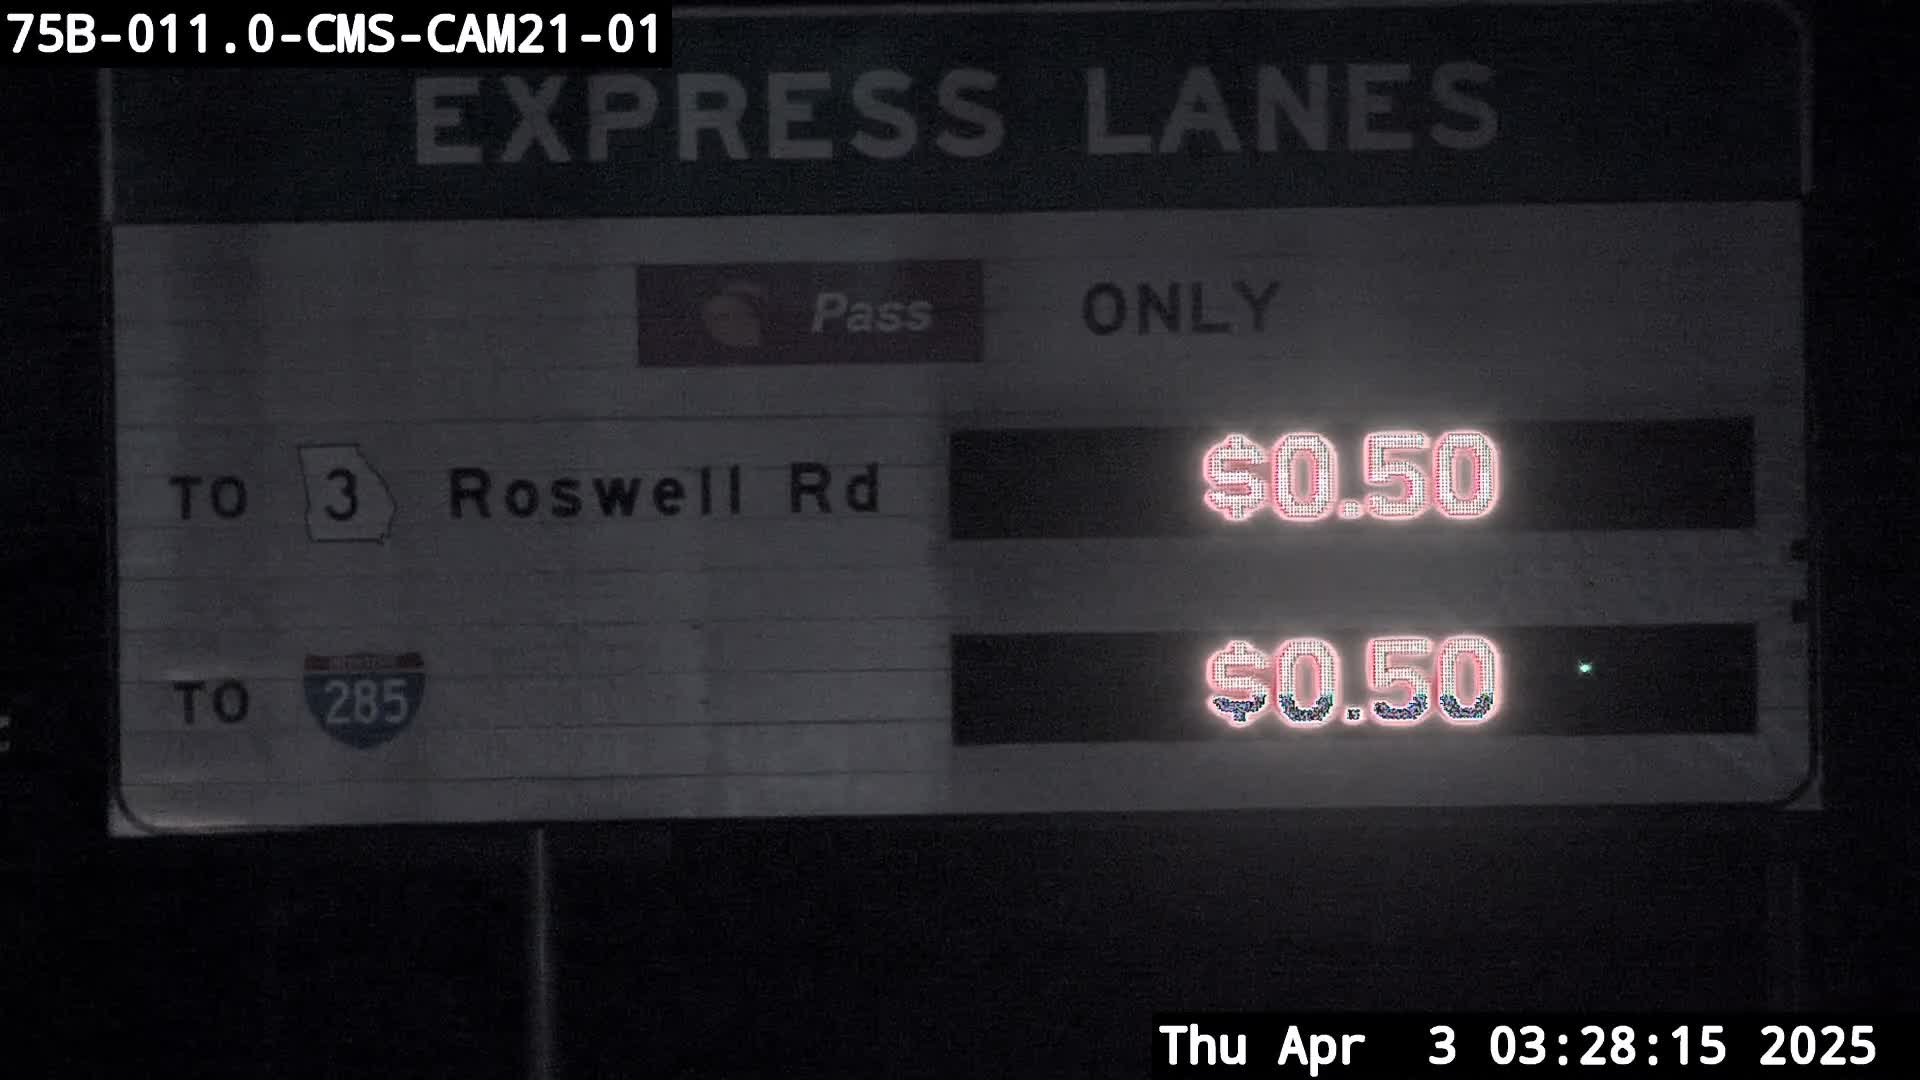 75B-011.0-CMS-CAM21-01
EXPRESS LANES
Pass ONLY
TO 3 Roswell Rd $0.50
TO 285 $0.50
Thu Apr 3 03:28:15 2025